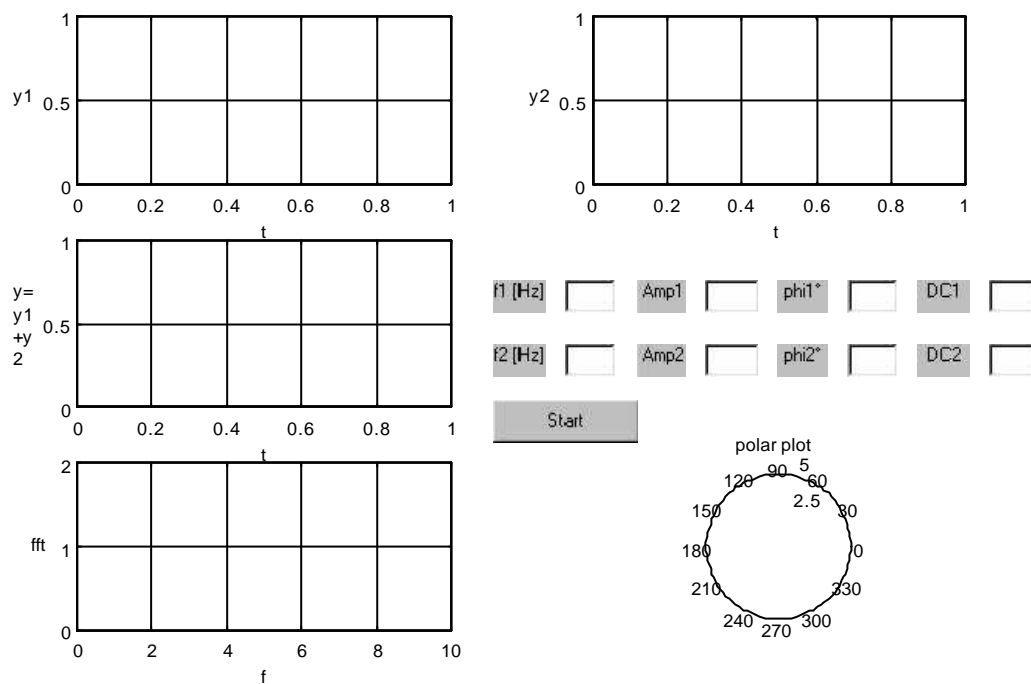 1
y1 0.5
0
0 0.2 0.4 0.6 0.8 1
t
1
y2 0.5
0
0 0.2 0.4 0.6 0.8 1
t
1
y=
y1
+y
2
0.5
0
0 0.2 0.4 0.6 0.8 1
t
f1 [Hz] Amp1 phi1° DC1
f2 [Hz] Amp2 phi2° DC2
Start
2
fft 1
0
0 2 4 6 8 10
f
polar plot
90 5
120 60
2.5
150 30
180 0
210 330
240 300
270